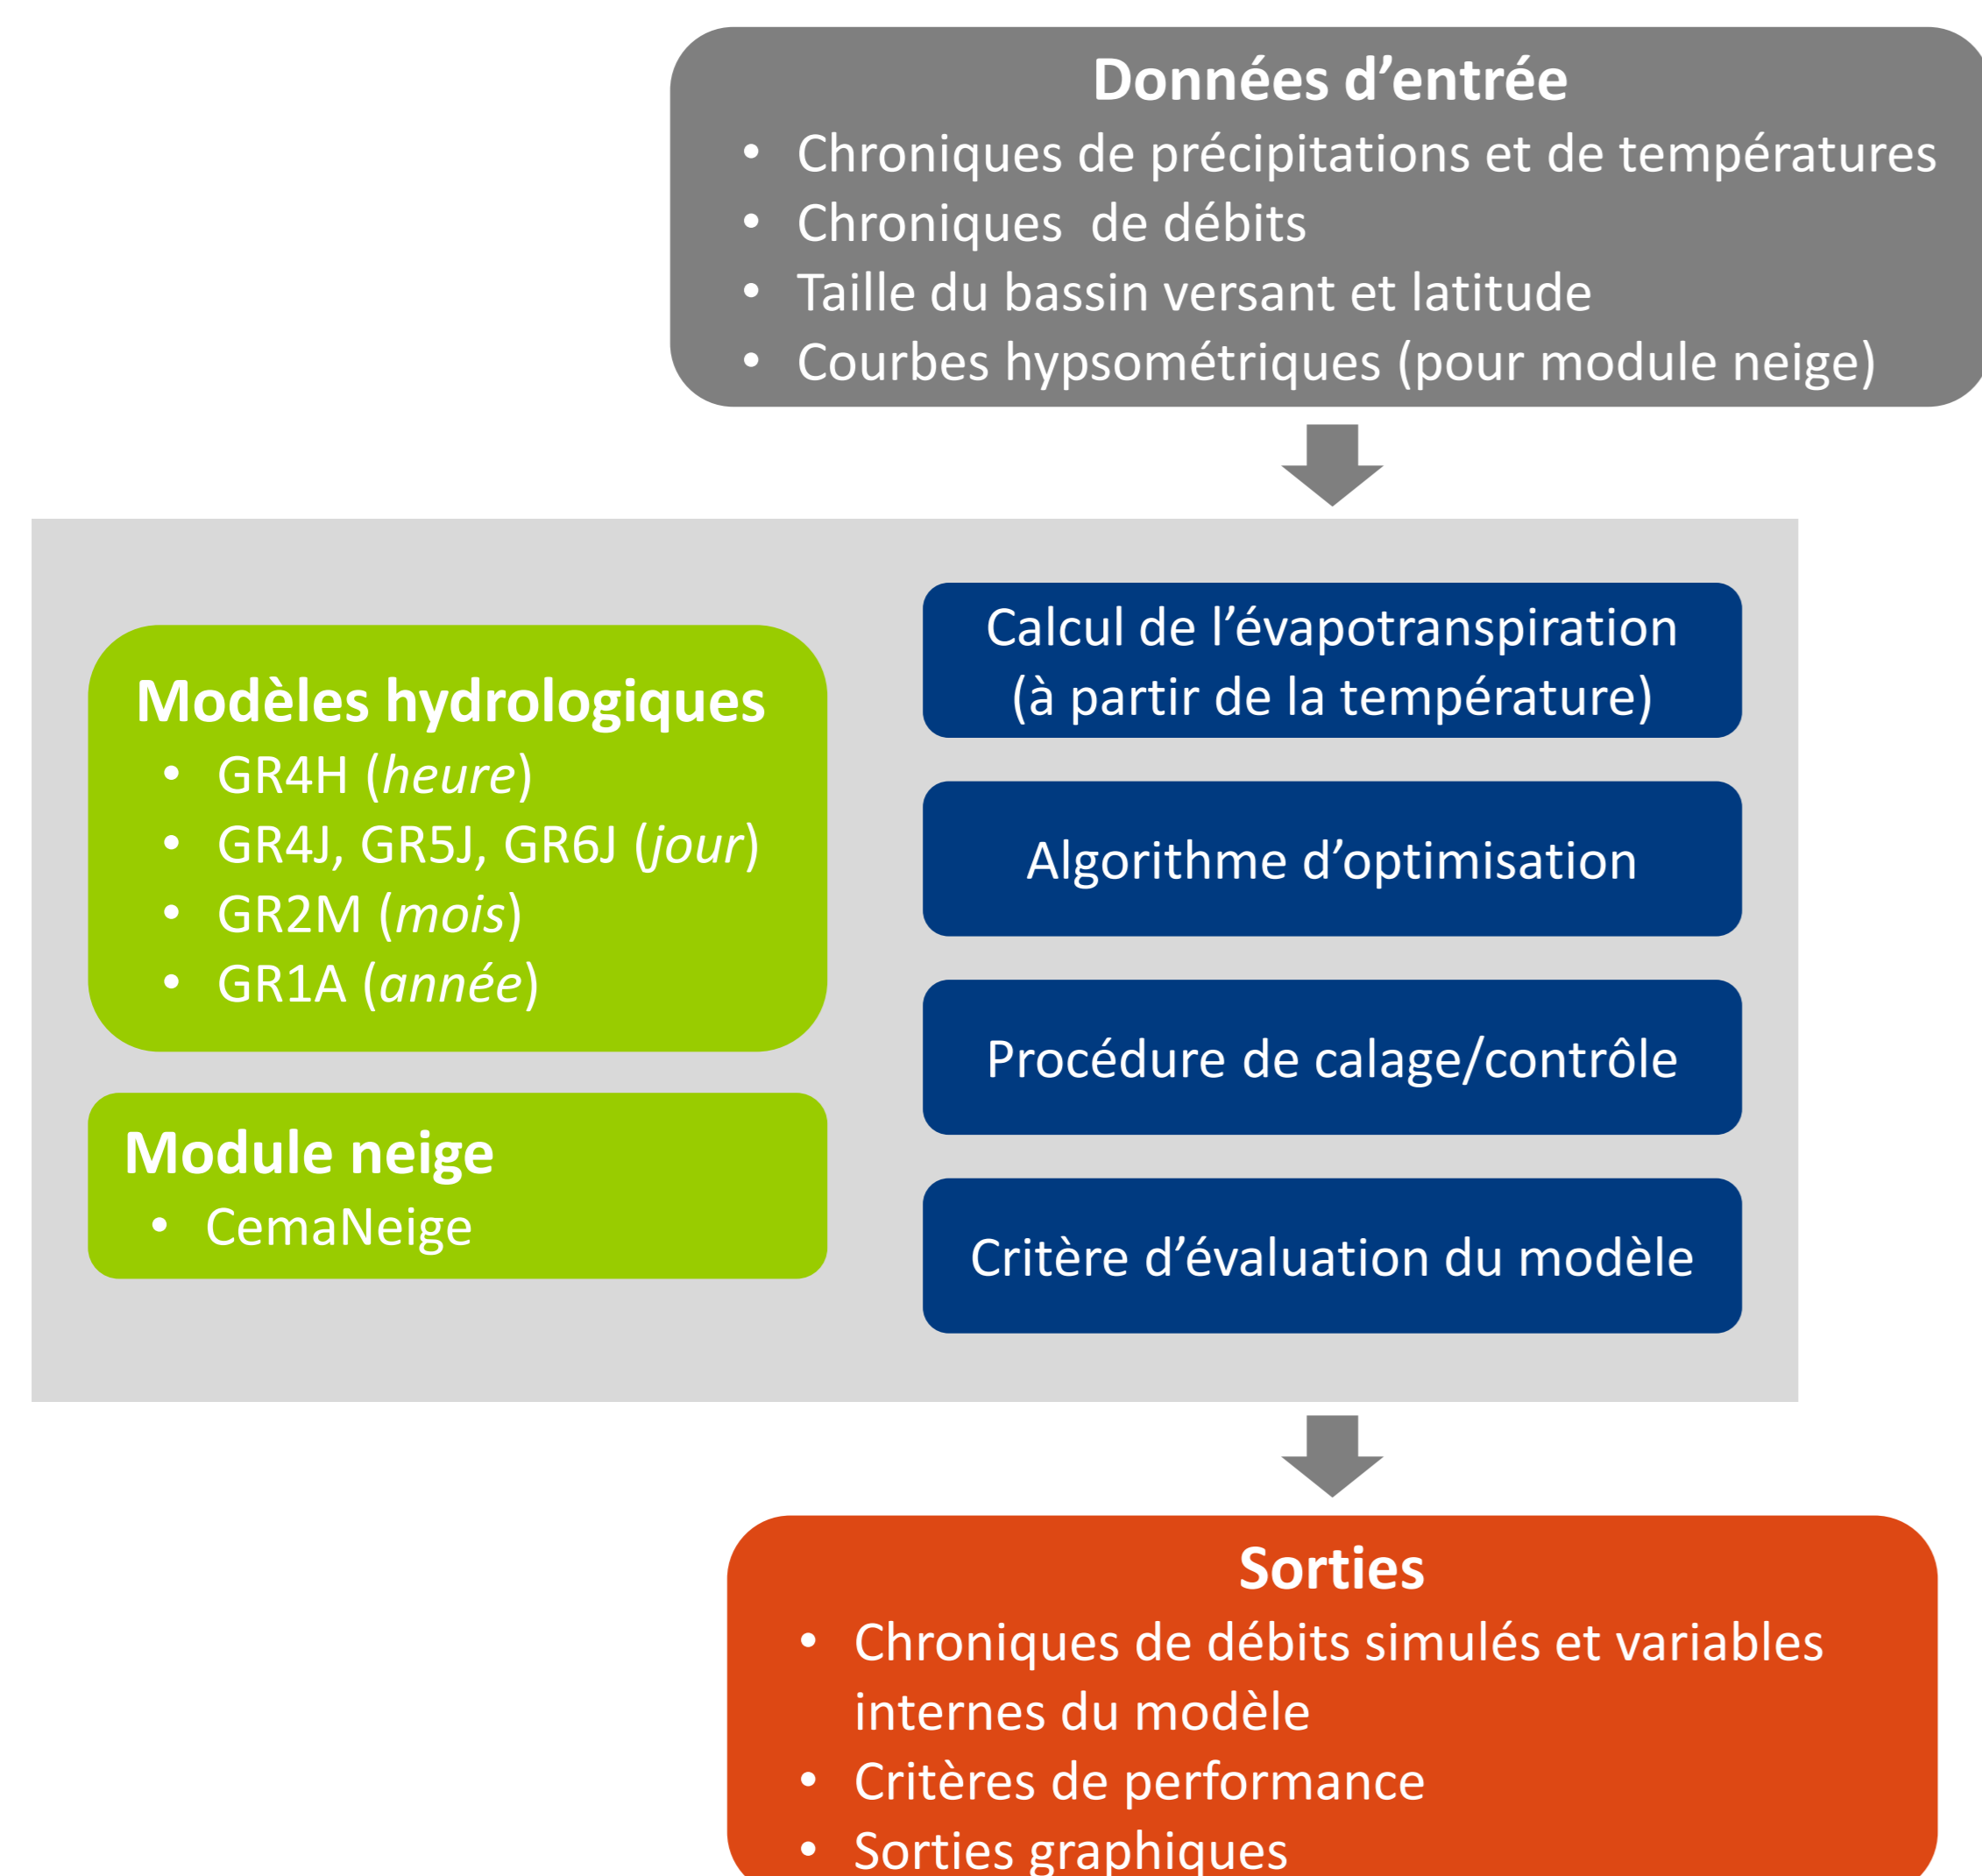 Données d’entrée
• Chroniques de précipitations et de températures
• Chroniques  de débits
• Taille du bassin versant et latitude
• Courbes hypsométriques (pour module neige)
Modèles hydrologiques
• GR4H (heure)
• GR4J, GR5J, GR6J (jour)
• GR2M (mois)
• GR1A (année)
Module neige
• CemaNeige
Calcul de l’évapotranspiration
(à partir de la température)
Algorithme d’optimisation
Procédure de calage/contrôle
Critère d’évaluation du modèle
Sorties
• Chroniques de débits simulés et variables
internes du modèle
• Critères de performance
• Sorties graphiques